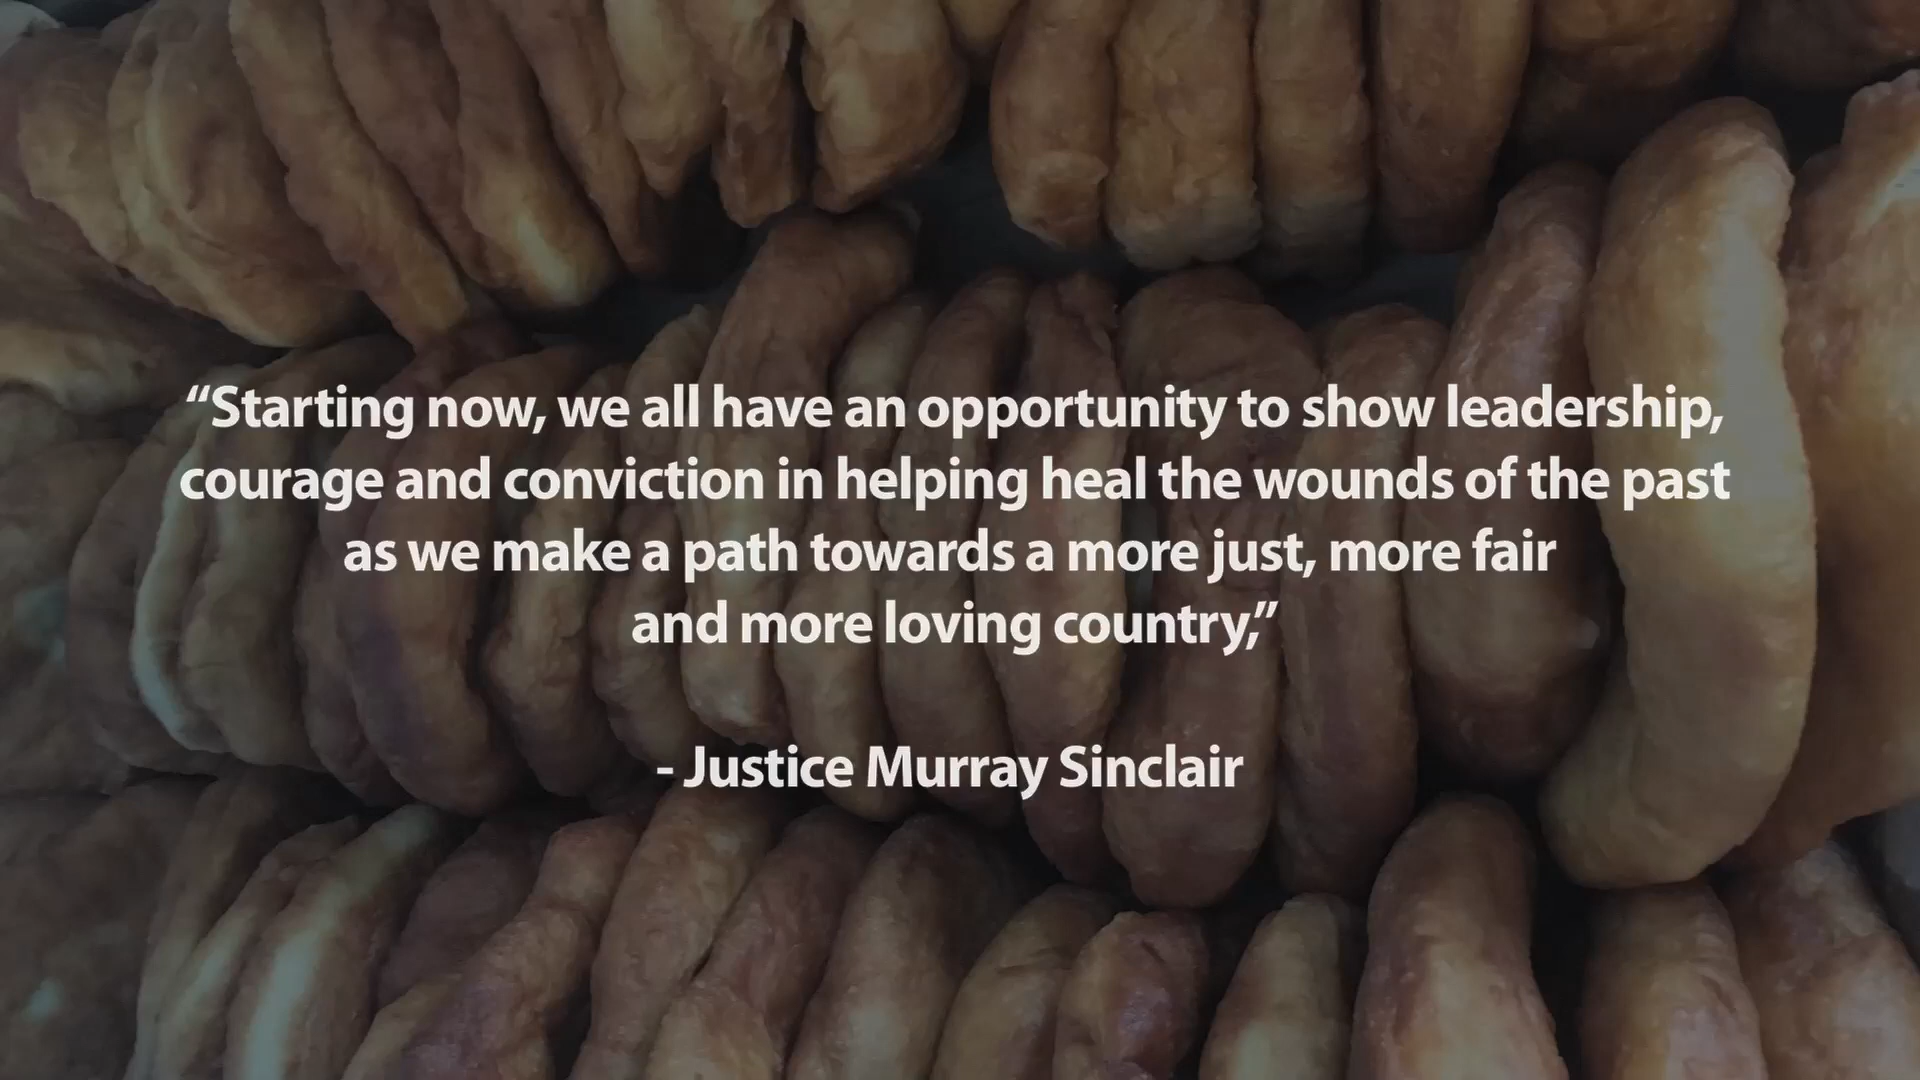 “Starting now, we all have an opportunity to show leadership,
courage and conviction in helping heal the wounds of the past
as we make a path towards a more just, more fair
and more loving country,”
- Justice Murray Sinclair